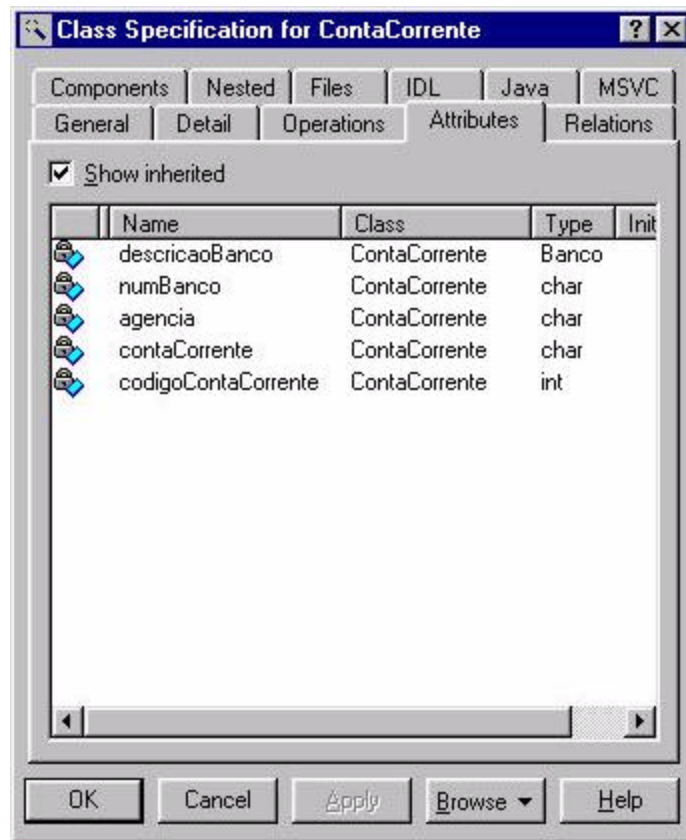 Class Specification for ContaCorrente
Components Nested Files IDL Java MSVC
General Detail Operations Attributes Relations
Show inherited
Name Class Type Init
descricaoBanco ContaCorrente Banco
numBanco ContaCorrente char
agencia ContaCorrente char
contaCorrente ContaCorrente char
codigoContaCorrente ContaCorrente int
OK Cancel Apply Browse Help